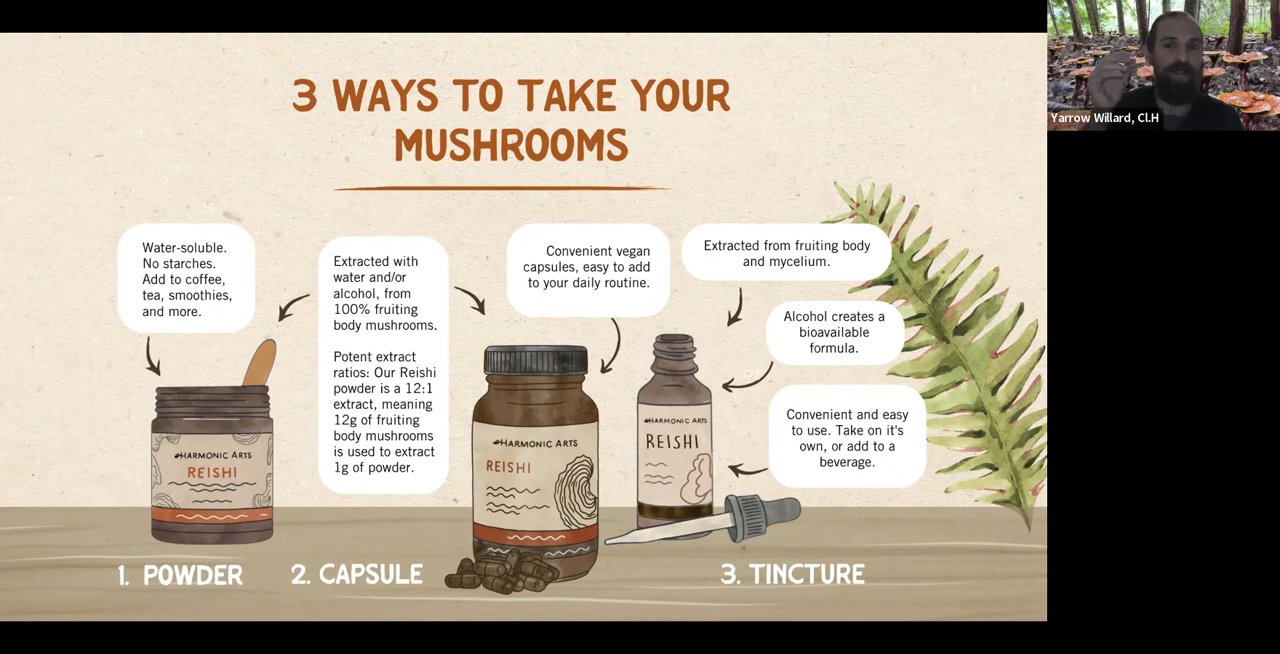 3 WAYS TO TAKE YOUR
MUSHROOMS
Water-soluble.
No starches.
Add to coffee,
tea, smoothies,
and more.
Extracted with
water and/or
alcohol, from
100% fruiting
body mushrooms.
Potent extract
ratios: Our Reishi
powder is a 12:1
extract, meaning
12g of fruiting
body mushrooms
is used to extract
1g of powder.
Convenient vegan
capsules, easy to add
to your daily routine.
Extracted from fruiting body
and mycelium.
Alcohol creates a
bioavailable
formula.
Convenient and easy
to use. Take on it's
own, or add to a
beverage.
HARMONIC ARTS
REISHI
HARMONIC ARTS
REISHI
HARMONIC ARTS
REISHI
1. POWDER
2. CAPSULE
3. TINCTURE
Yarrow Willard, Cl.H